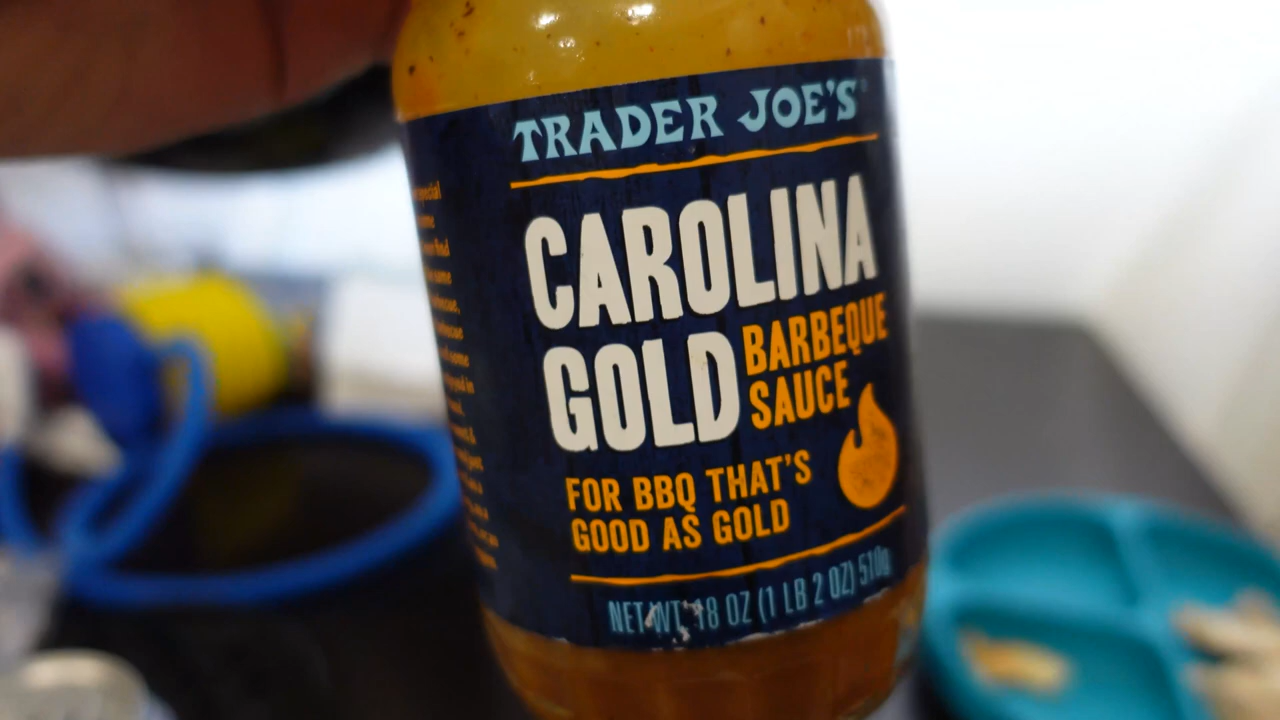 TRADER JOE'S
CAROLINA
GOLD
BARBEQUE
SAUCE
FOR BBQ THAT'S
GOOD AS GOLD
NET WT. 18 OZ (1 LB 2 OZ) 510g